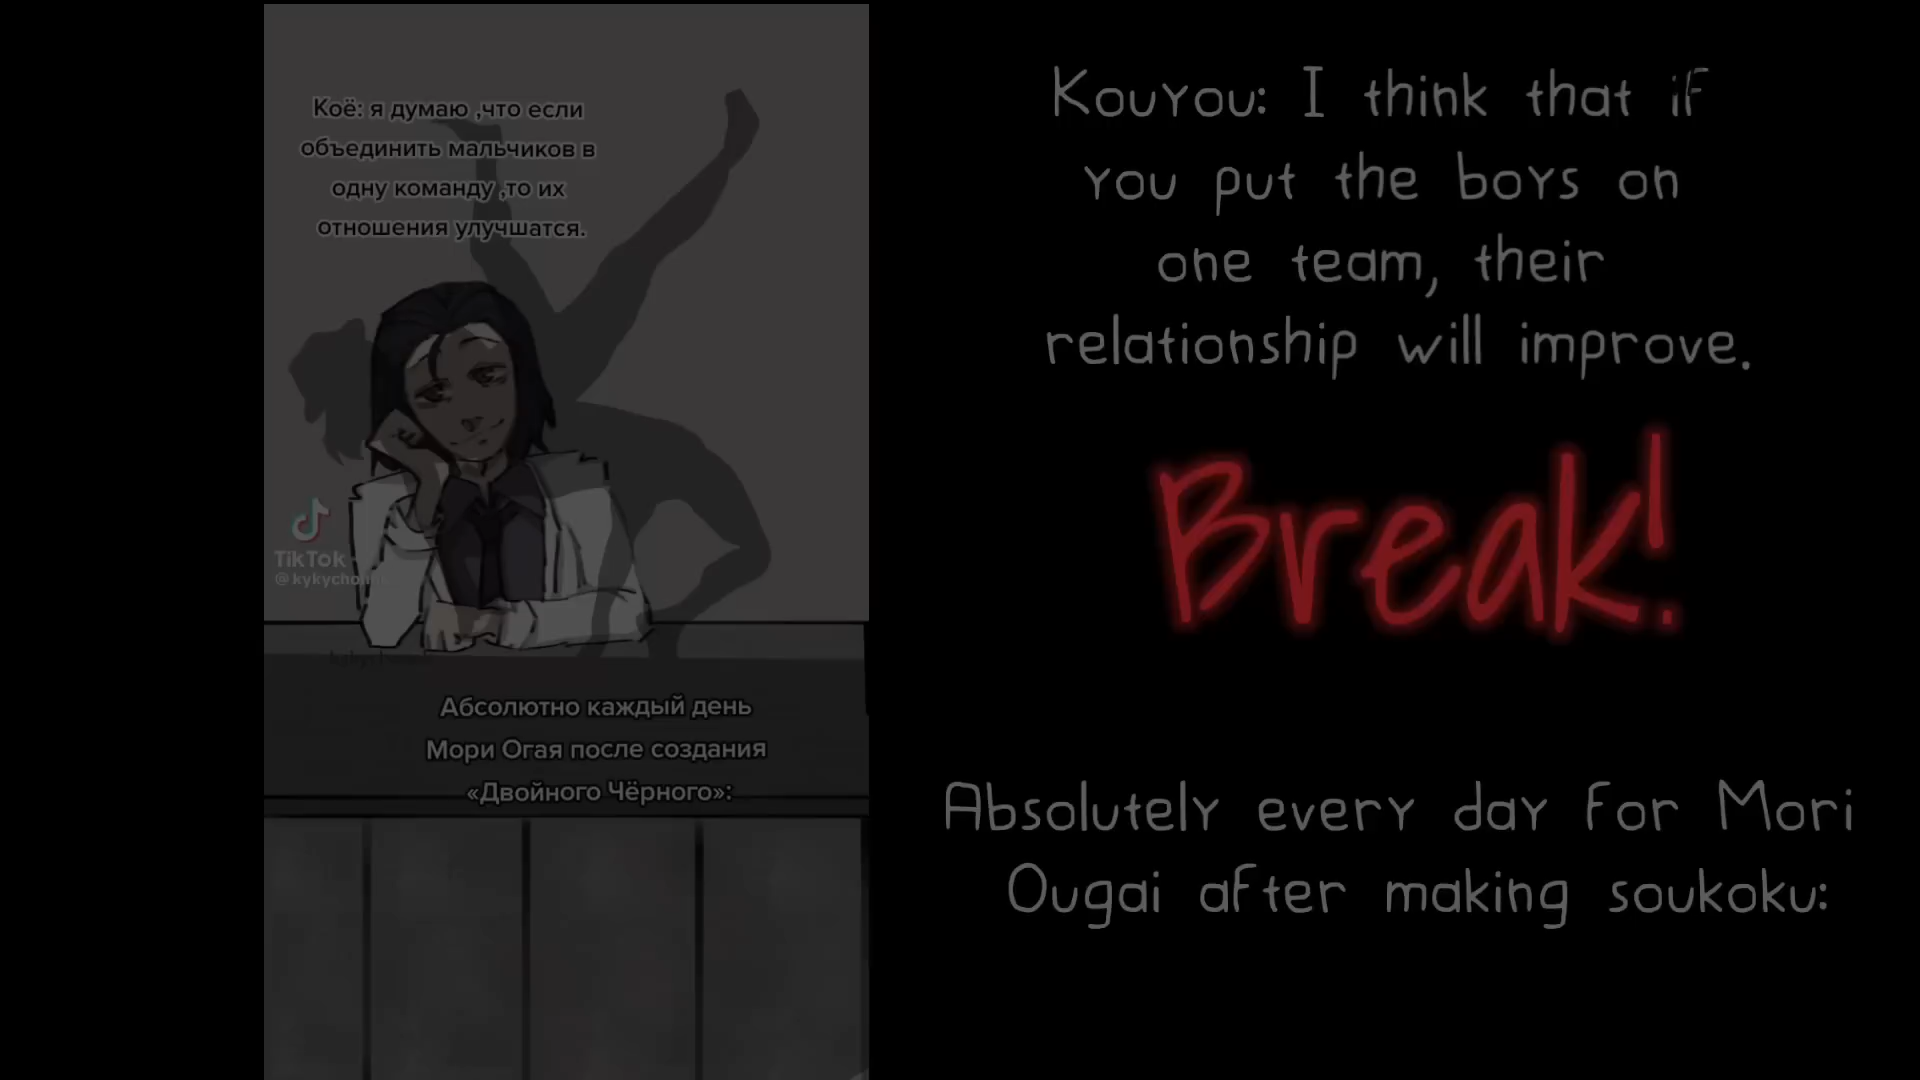 Коё: я думаю ,что если
объединить мальчиков в
одну команду ,то их
отношения улучшатся.
TikTok
Абсолютно каждый день
Мори Огая после создания
«Двойного Чёрного»:
Kouyou: I think that if
you put the boys on
one team, their
relationship will improve.
Break!
Absolutely every day for Mori
Ougai after making soukoku: